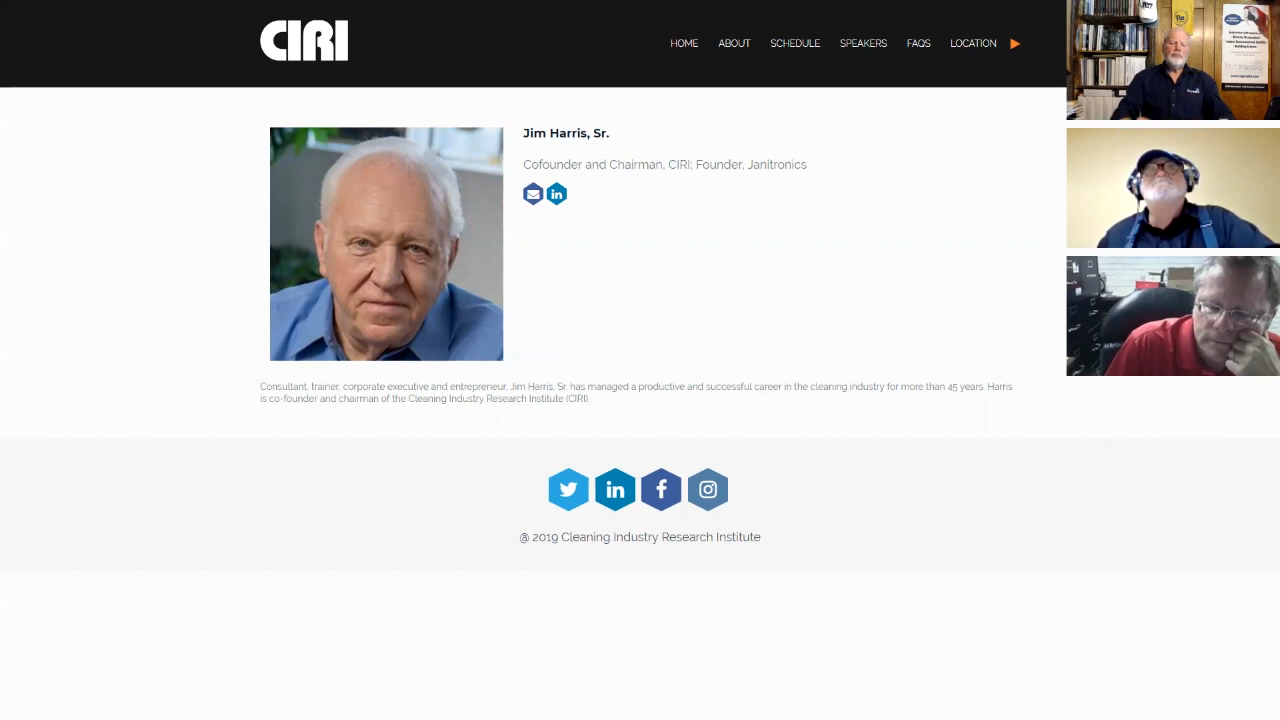 CIRI
HOME ABOUT SCHEDULE SPEAKERS FAQS LOCATION
Jim Harris, Sr.
Cofounder and Chairman, CIRI; Founder, Janitronics
Consultant, trainer, corporate executive and entrepreneur, Jim Harris, Sr. has managed a productive and successful career in the cleaning industry for more than 45 years. Harris
is co-founder and chairman of the Cleaning Industry Research Institute (CIRI).
@ 2019 Cleaning Industry Research Institute